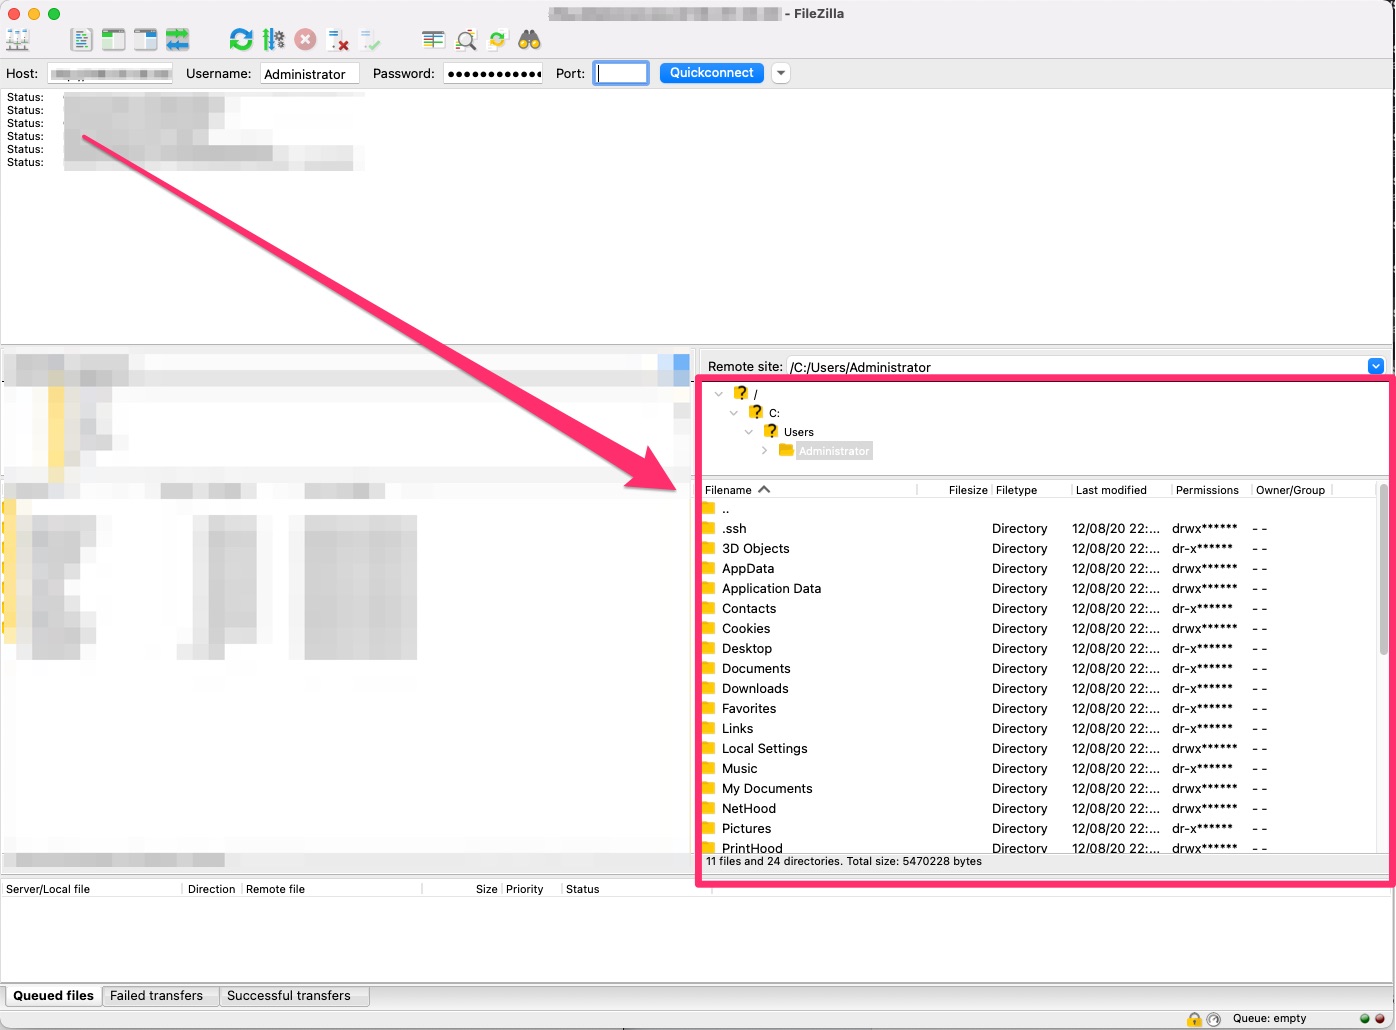 - FileZilla
Host: Username: Administrator Password: •••••••••••• Port: Quickconnect
Status:
Status:
Status:
Status:
Status:
Status:
Remote site: /C:/Users/Administrator
/
C:
Users
Administrator
Filename Filesize Filetype Last modified Permissions Owner/Group
..
.ssh Directory 12/08/20 22:... drwx****** - -
3D Objects Directory 12/08/20 22:... dr-x****** - -
AppData Directory 12/08/20 22:... drwx****** - -
Application Data Directory 12/08/20 22:... drwx****** - -
Contacts Directory 12/08/20 22:... dr-x****** - -
Cookies Directory 12/08/20 22:... drwx****** - -
Desktop Directory 12/08/20 22:... dr-x****** - -
Documents Directory 12/08/20 22:... dr-x****** - -
Downloads Directory 12/08/20 22:... dr-x****** - -
Favorites Directory 12/08/20 22:... dr-x****** - -
Links Directory 12/08/20 22:... dr-x****** - -
Local Settings Directory 12/08/20 22:... drwx****** - -
Music Directory 12/08/20 22:... dr-x****** - -
My Documents Directory 12/08/20 22:... drwx****** - -
NetHood Directory 12/08/20 22:... drwx****** - -
Pictures Directory 12/08/20 22:... dr-x****** - -
PrintHood Directory 12/08/20 22:... drwx****** - -
11 files and 24 directories. Total size: 5470228 bytes
Server/Local file Direction Remote file Size Priority Status
Queued files Failed transfers Successful transfers
Queue: empty